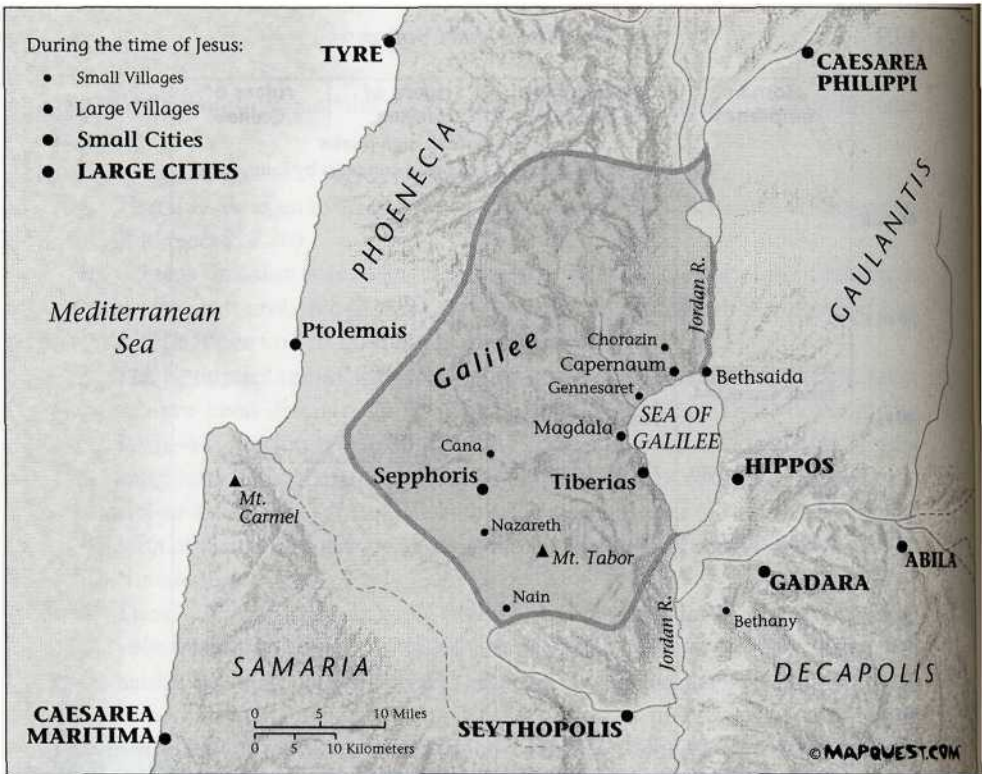 During the time of Jesus:
Small Villages
Large Villages
Small Cities
LARGE CITIES
TYRE
CAESAREA
PHILIPPI
PHOENECIA
GAULANITIS
Mediterranean
Sea
Ptolemais
Galilee
Jordan R.
Chorazin
Capernaum
Bethsaida
Gennesaret
SEA OF
GALILEE
Magdala
Cana
Sepphoris
Tiberias
HIPPOS
Mt.
Carmel
Nazareth
Mt. Tabor
ABILA
GADARA
Nain
Bethany
Jordan R.
SAMARIA
DECAPOLIS
CAESAREA
MARITIMA
0 5 10 Miles
0 5 10 Kilometers
SEYTHOPOLIS
© MAPQUEST.COM